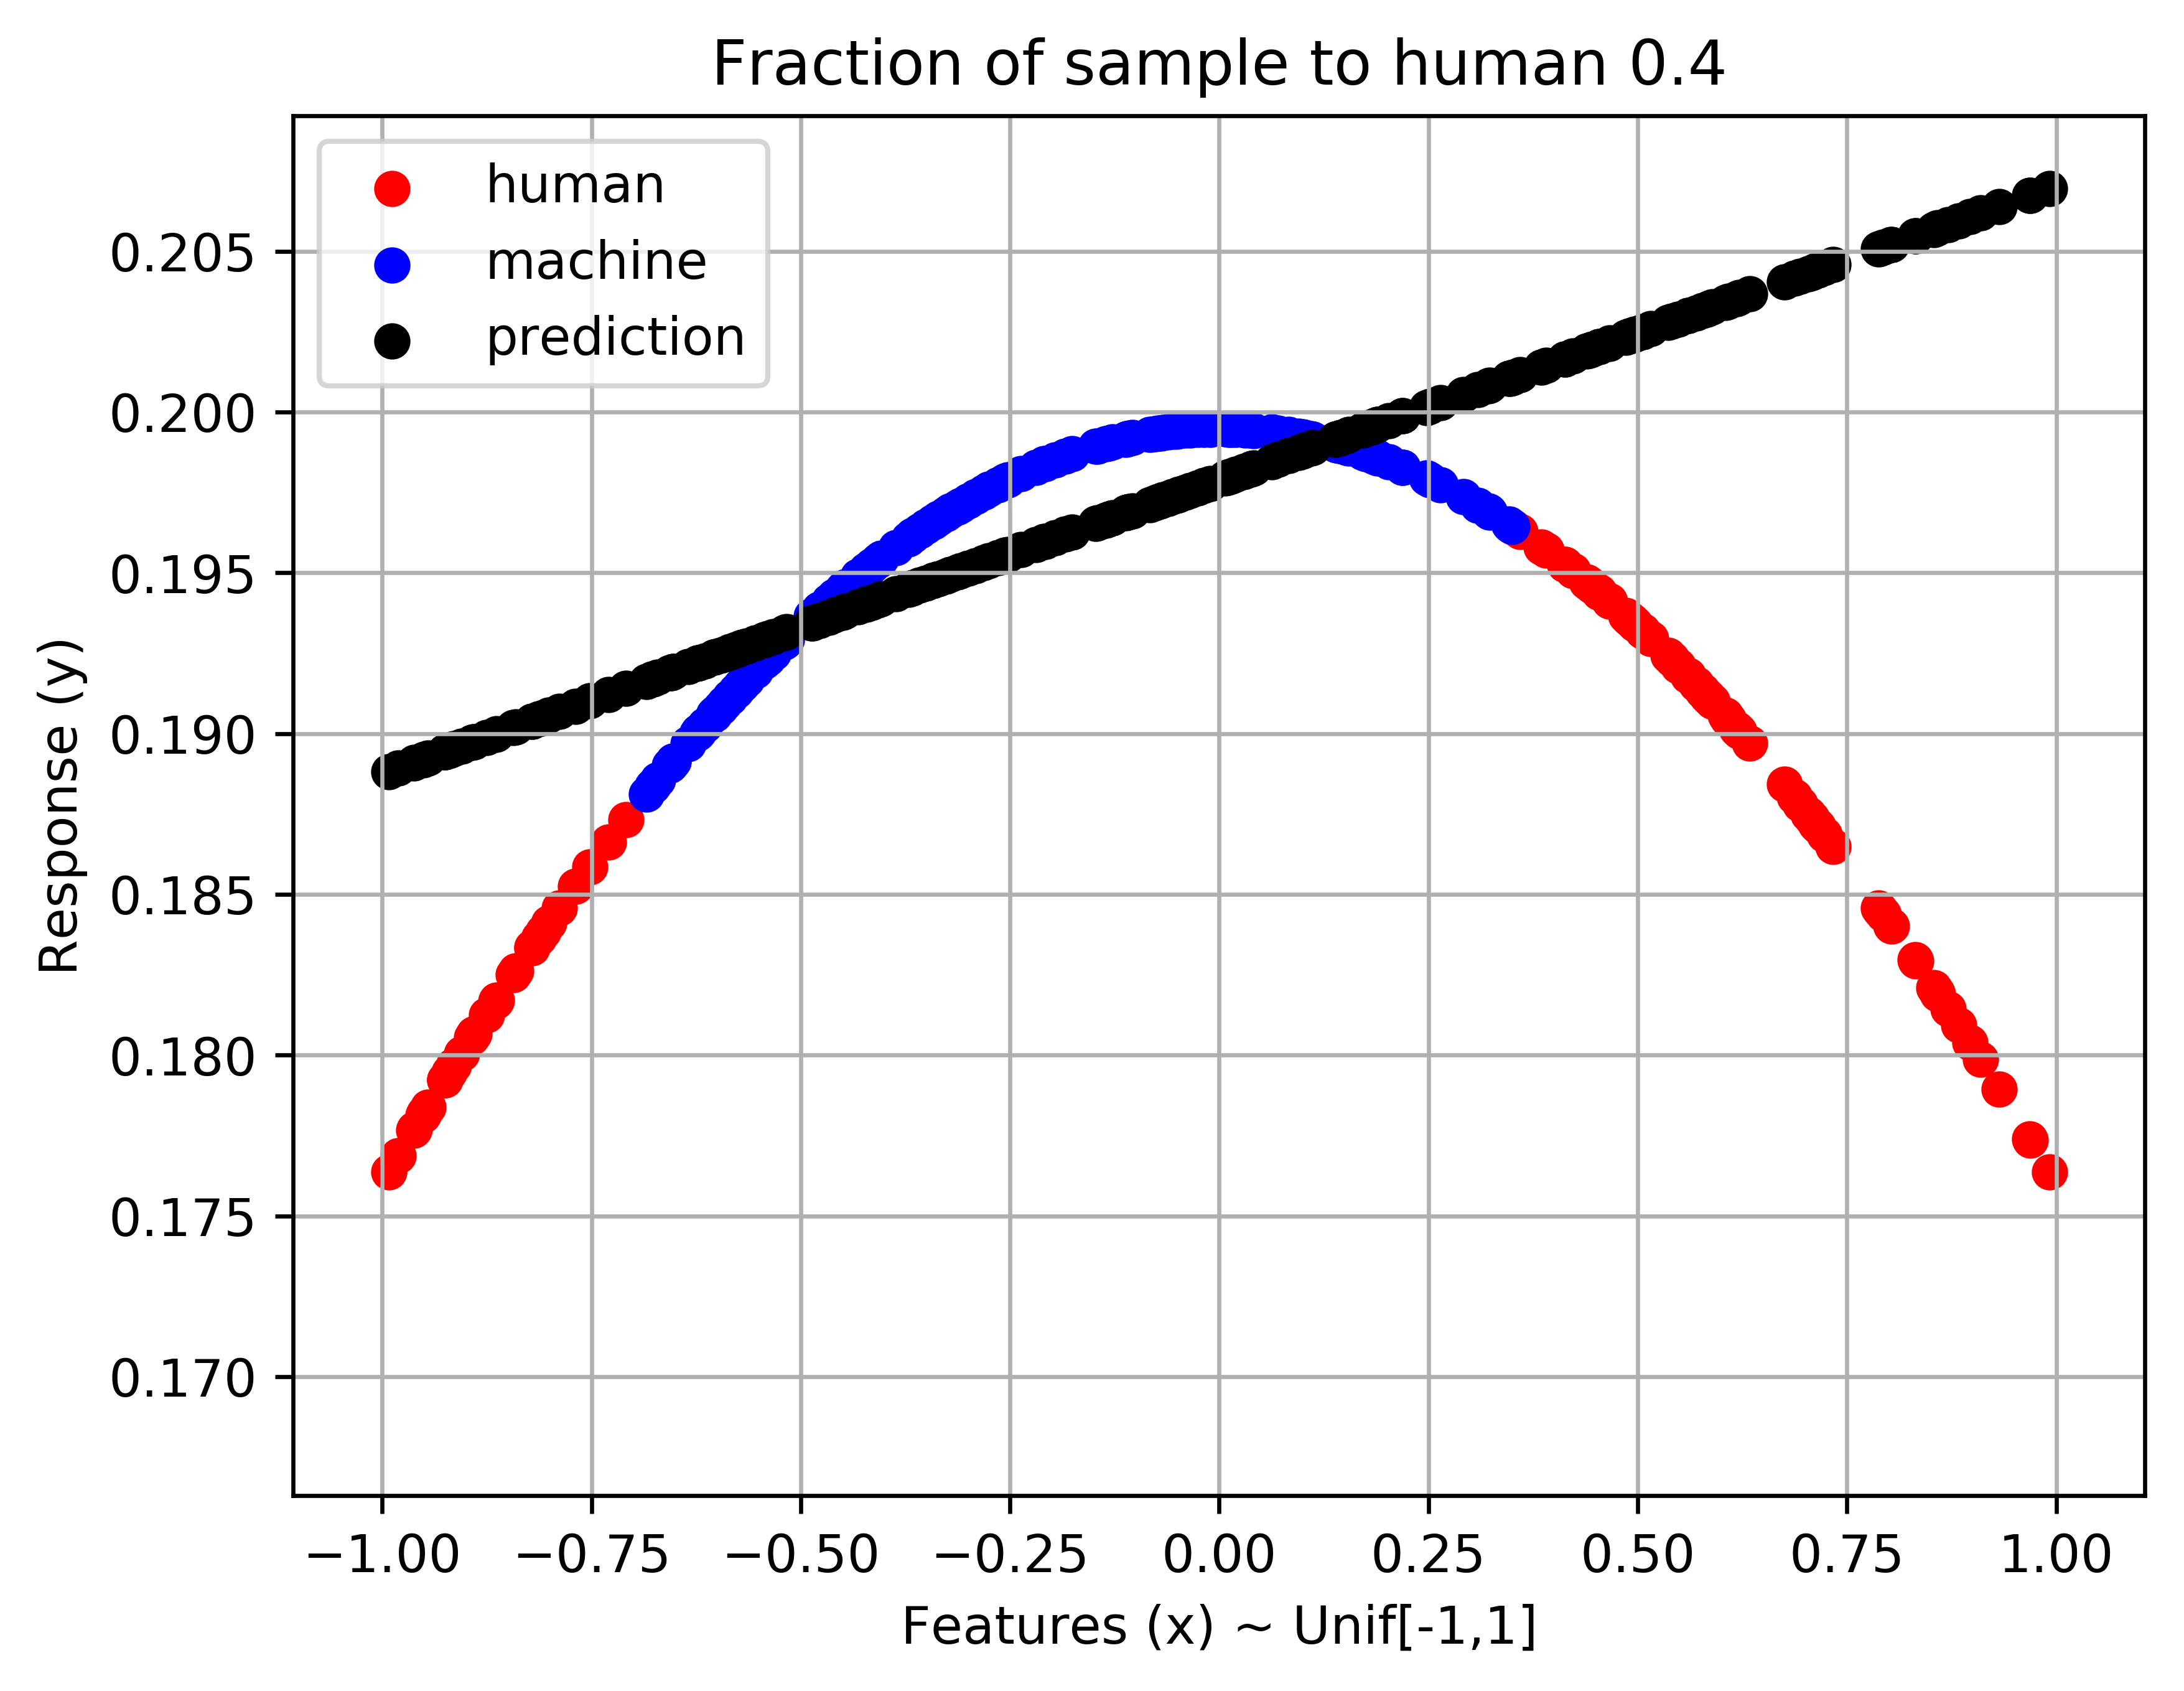 Fraction of sample to human 0.4
human
machine
prediction
0.205
0.200
0.195
0.190
0.185
0.180
0.175
0.170
Response (y)
−1.00 −0.75 −0.50 −0.25 0.00 0.25 0.50 0.75 1.00
Features (x) ~ Unif[-1,1]